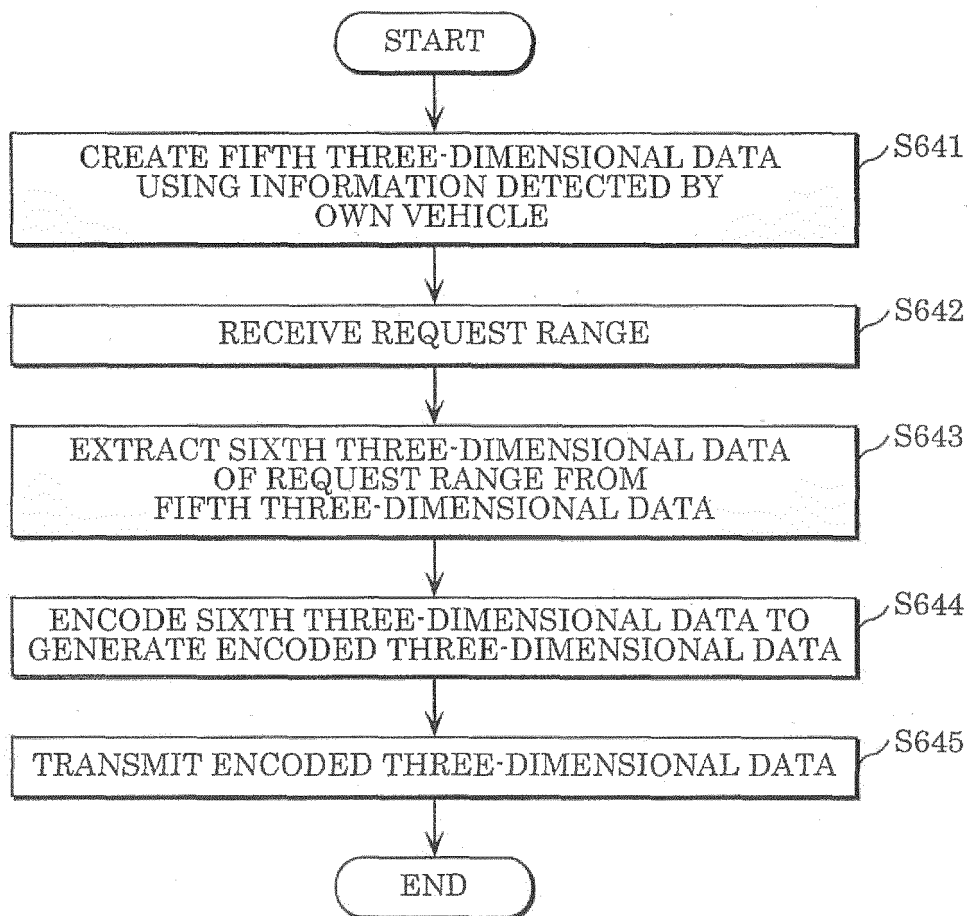 START
CREATE FIFTH THREE-DIMENSIONAL DATA
USING INFORMATION DETECTED BY
OWN VEHICLE
S641
RECEIVE REQUEST RANGE
S642
EXTRACT SIXTH THREE-DIMENSIONAL DATA
OF REQUEST RANGE FROM
FIFTH THREE-DIMENSIONAL DATA
S643
ENCODE SIXTH THREE-DIMENSIONAL DATA TO
GENERATE ENCODED THREE-DIMENSIONAL DATA
S644
TRANSMIT ENCODED THREE-DIMENSIONAL DATA
S645
END